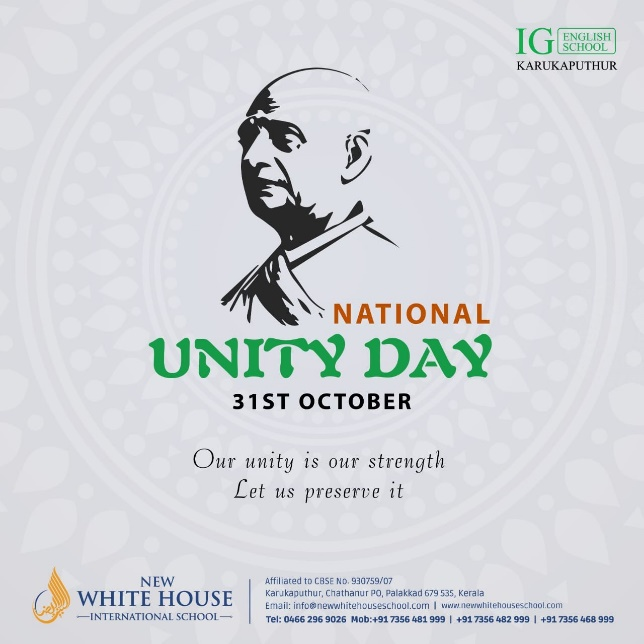 IG ENGLISH SCHOOL
KARUKAPUTHUR
NATIONAL
UNITY DAY
31ST OCTOBER
Our unity is our strength
Let us preserve it
NEW
WHITE HOUSE
INTERNATIONAL SCHOOL
Affiliated to CBSE No. 930759/07
Karukaputhur, Chathanur PO, Palakkad 679 535, Kerala
Email: info@newwhitehouseschool.com | www.newwhitehouseschool.com
Tel: 0466 296 9026 Mob:+91 7356 481 999 | +91 7356 482 999 | +91 7356 468 999